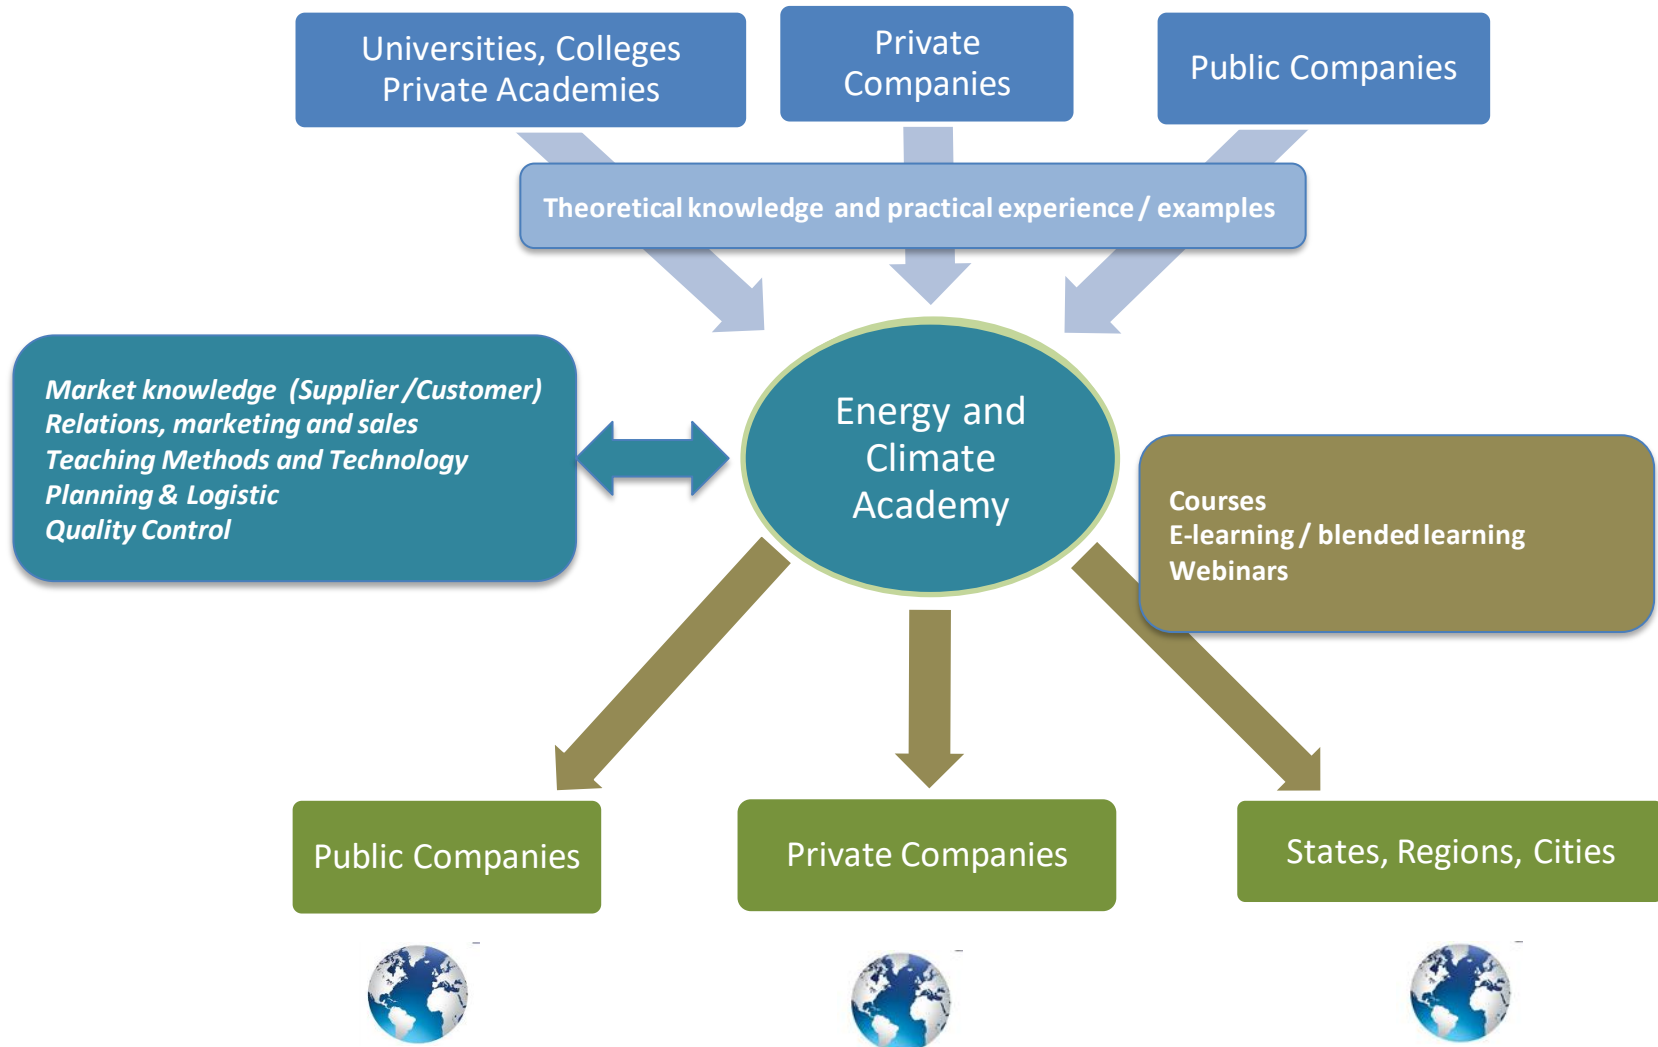 Universities, Colleges
Private Academies
Private
Companies
Public Companies
Theoretical knowledge and practical experience / examples
Market knowledge (Supplier /Customer)
Relations, marketing and sales
Teaching Methods and Technology
Planning & Logistic
Quality Control
Energy and
Climate
Academy
Courses
E-learning / blended learning
Webinars
Public Companies
Private Companies
States, Regions, Cities